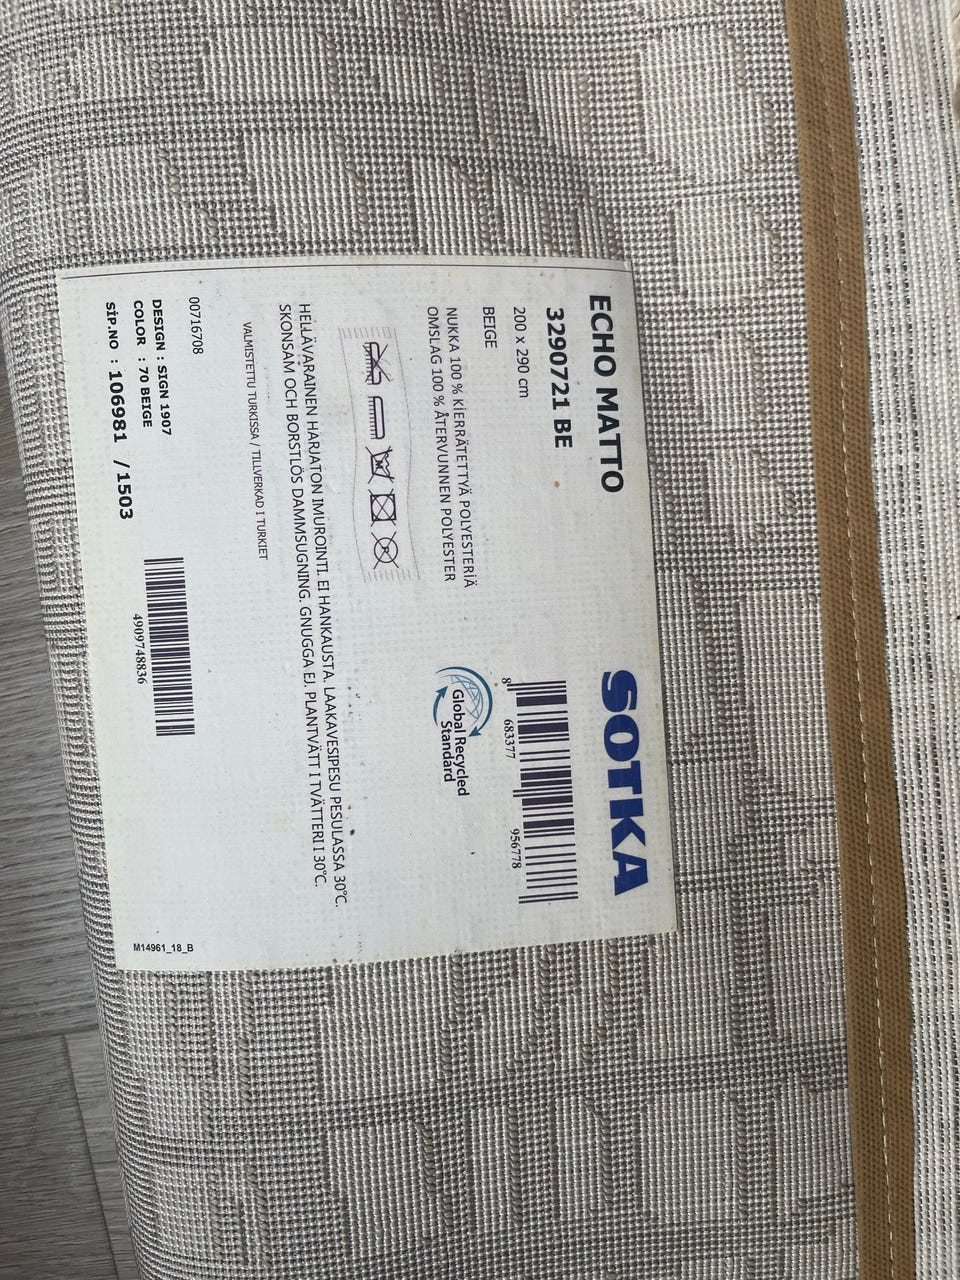 ECHO MATTO
SOTKA
3290721 BE
200 x 290 cm
8 683377 956778
BEIGE
NUKKA 100 % KIERRÄTETTYÄ POLYESTERIÄ
OMSLAG 100 % ÅTERVUNNEN POLYESTER
Global Recycled
Standard
P
HELLÄVARAINEN HARJATON IMUROINTI. EI HANKAUSTA. LAAKAVESIPESU PESULASSA 30°C.
SKONSAM OCH BORSTLÖS DAMMSUGNING. GNUGGA EJ. PLANTVÄTT I TVÄTTERI I 30°C.
VALMISTETTU TURKISSA / TILLVERKAD I TURKIET
00716708
DESIGN : SIGN 1907
COLOR : 70 BEIGE
SİP.NO : 106981 /1503
4909748836
M14961_18_B